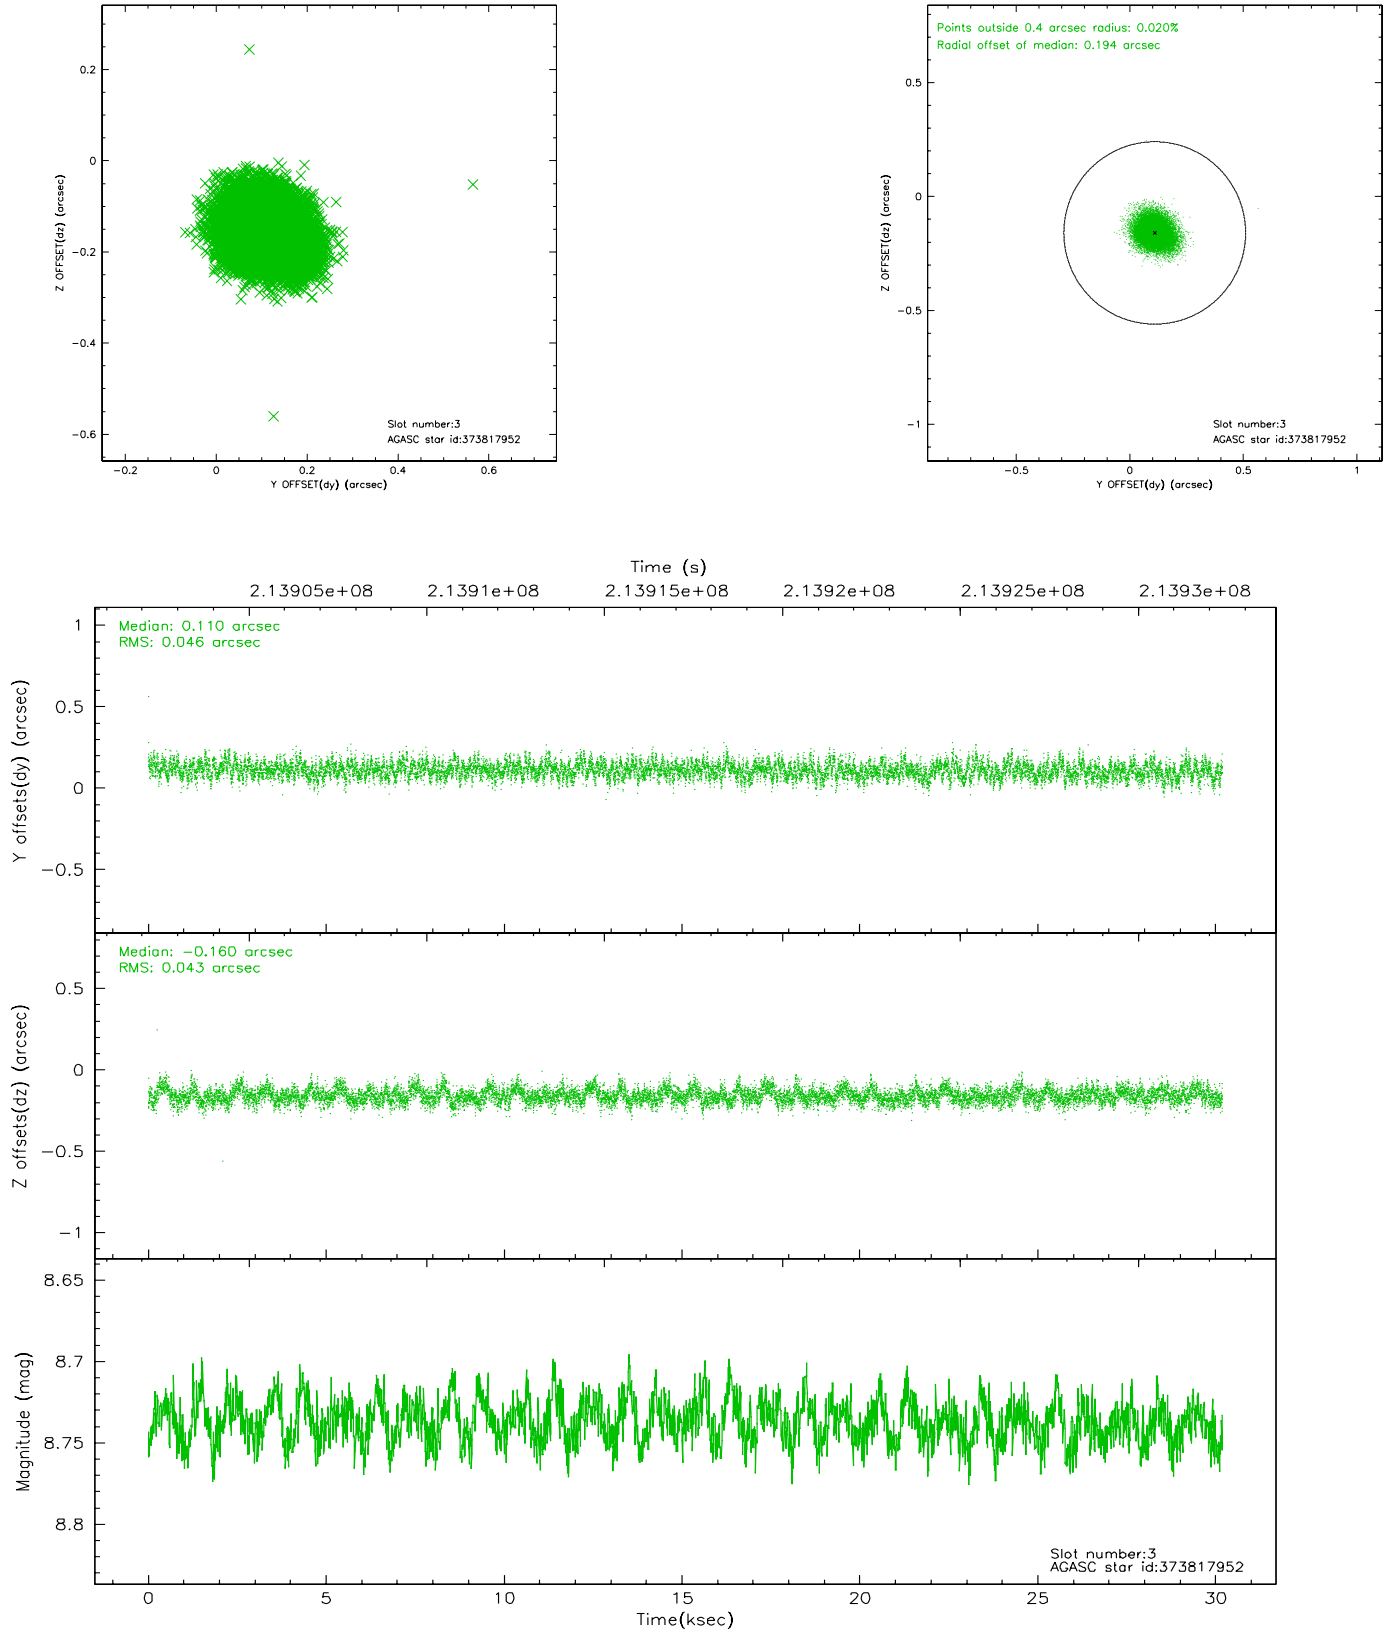 0.2
0
−0.2
−0.4
−0.6
Z OFFSET(dz) (arcsec)
Slot number:3
AGASC star id:373817952
−0.2 0 0.2 0.4 0.6
Y OFFSET(dy) (arcsec)
Points outside 0.4 arcsec radius: 0.020%
Radial offset of median: 0.194 arcsec
0.5
0
−0.5
−1
Z OFFSET(dz) (arcsec)
Slot number:3
AGASC star id:373817952
−0.5 0 0.5 1
Y OFFSET(dy) (arcsec)
Time (s)
2.13905e+08 2.1391e+08 2.13915e+08 2.1392e+08 2.13925e+08 2.1393e+08
Median: 0.110 arcsec
RMS: 0.046 arcsec
1
0.5
0
−0.5
Y offsets(dy) (arcsec)
Median: −0.160 arcsec
RMS: 0.043 arcsec
0.5
0
−0.5
−1
Z offsets(dz) (arcsec)
8.65
8.7
8.75
8.8
Magnitude (mag)
Slot number:3
AGASC star id:373817952
0 5 10 15 20 25 30
Time(ksec)